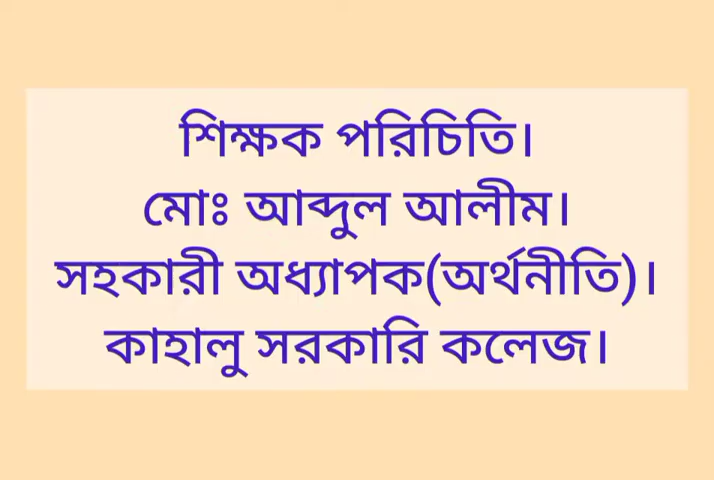 শিক্ষক পরিচিতি।
মোঃ আব্দুল আলীম।
সহকারী অধ্যাপক(অর্থনীতি)।
কাহালু সরকারি কলেজ।